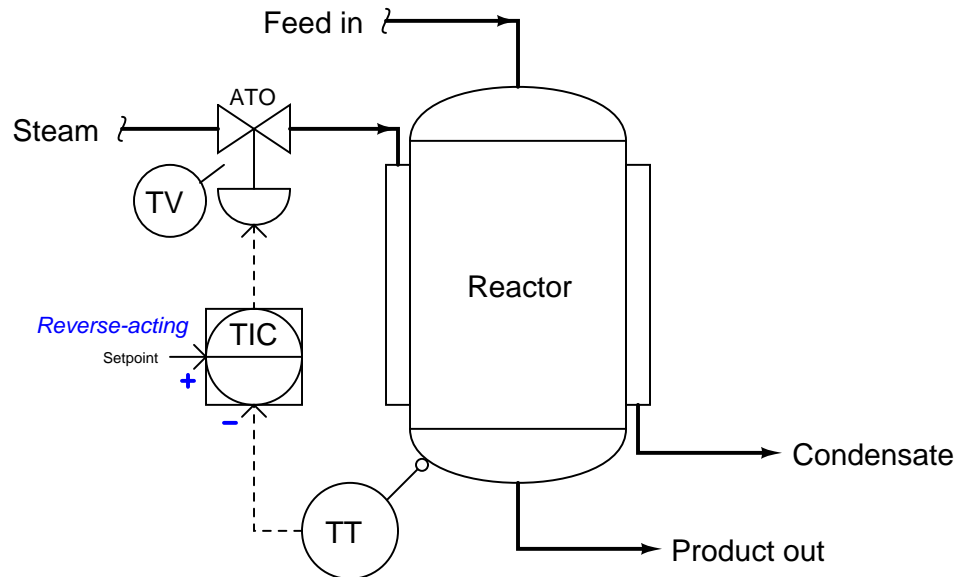 Feed in
ATO
Steam
TV
Reactor
Reverse-acting
TIC
Setpoint
+
−
Condensate
TT
Product out